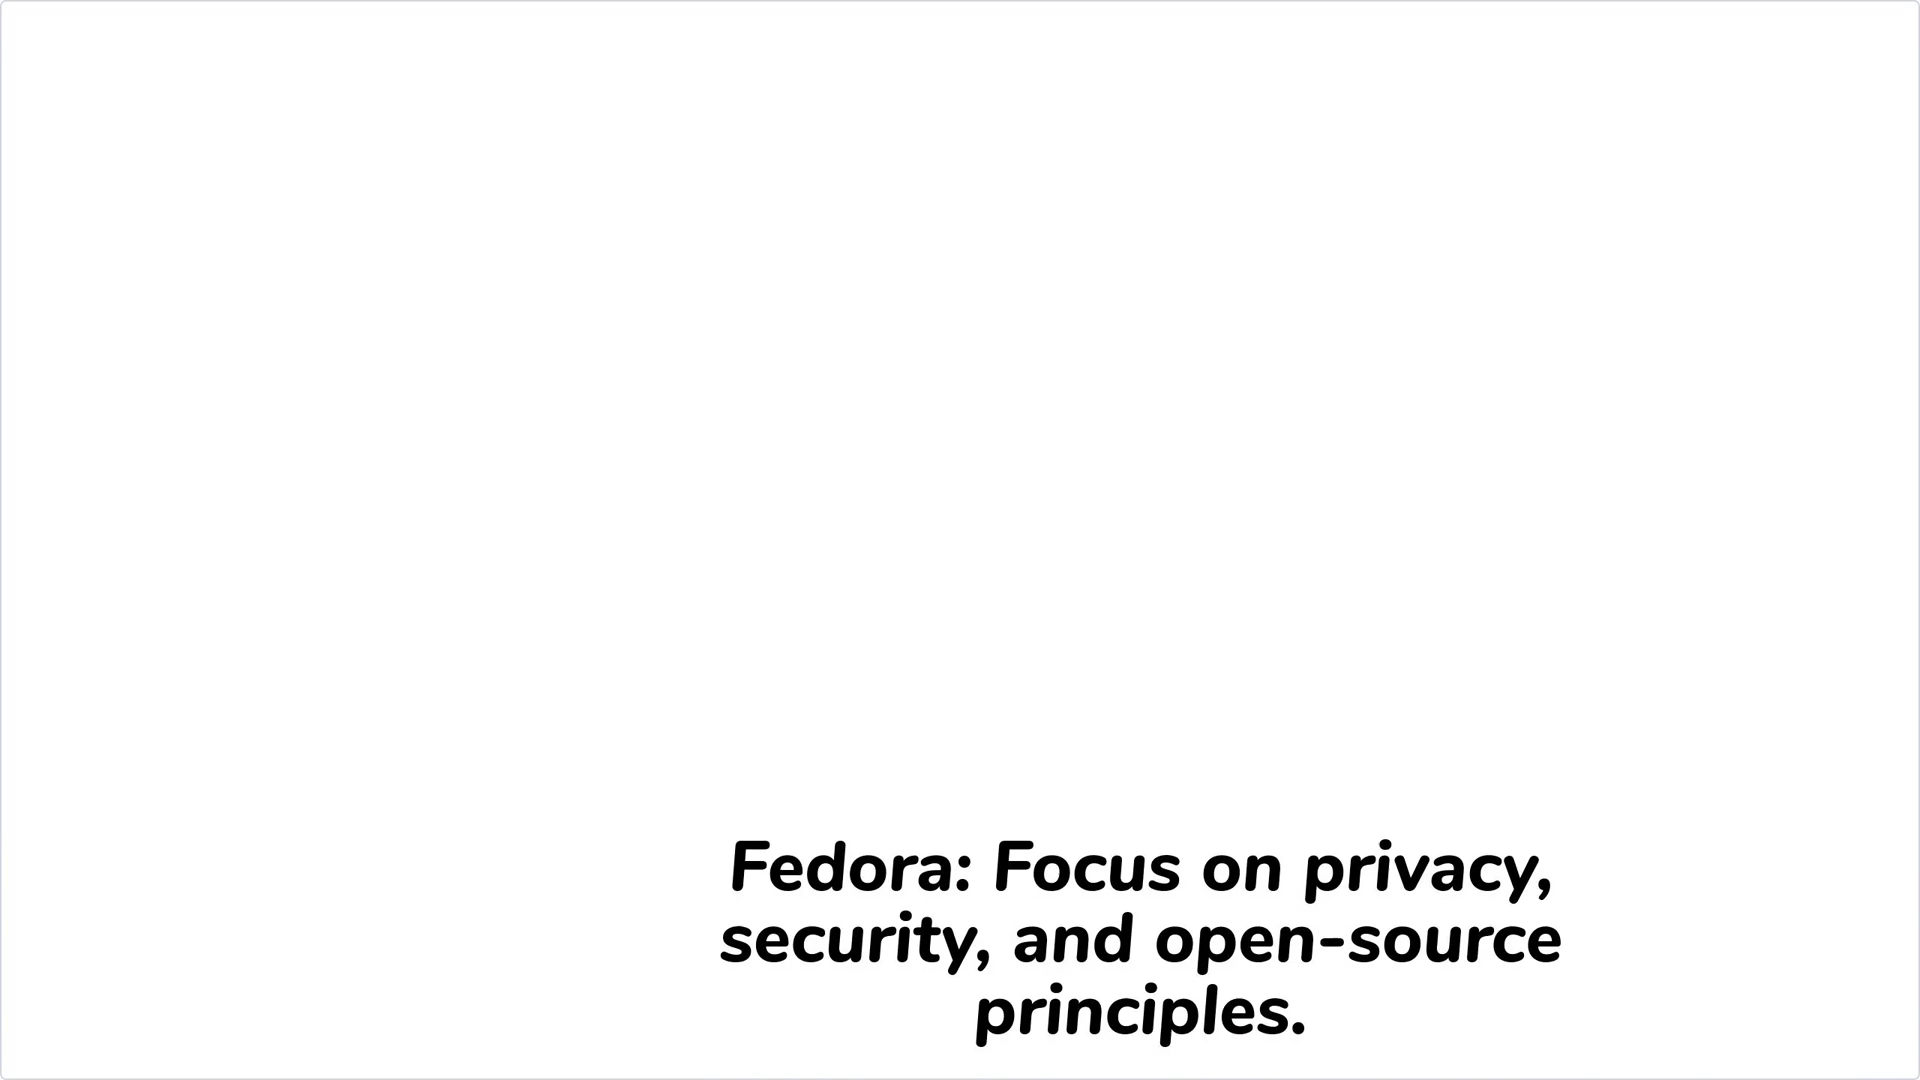 Fedora: Focus on privacy,
security, and open-source
principles.